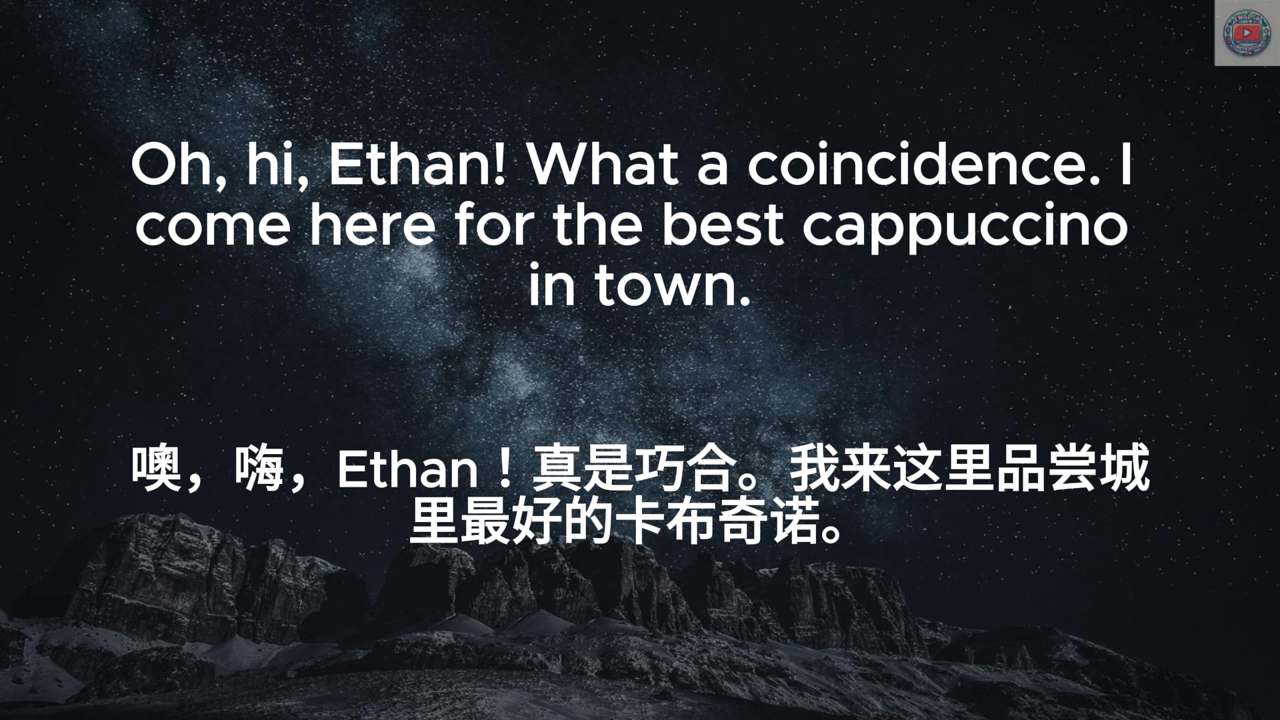 Oh, hi, Ethan! What a coincidence. I
come here for the best cappuccino
in town.
噢，嗨，Ethan！真是巧合。我来这里品尝城
里最好的卡布奇诺。